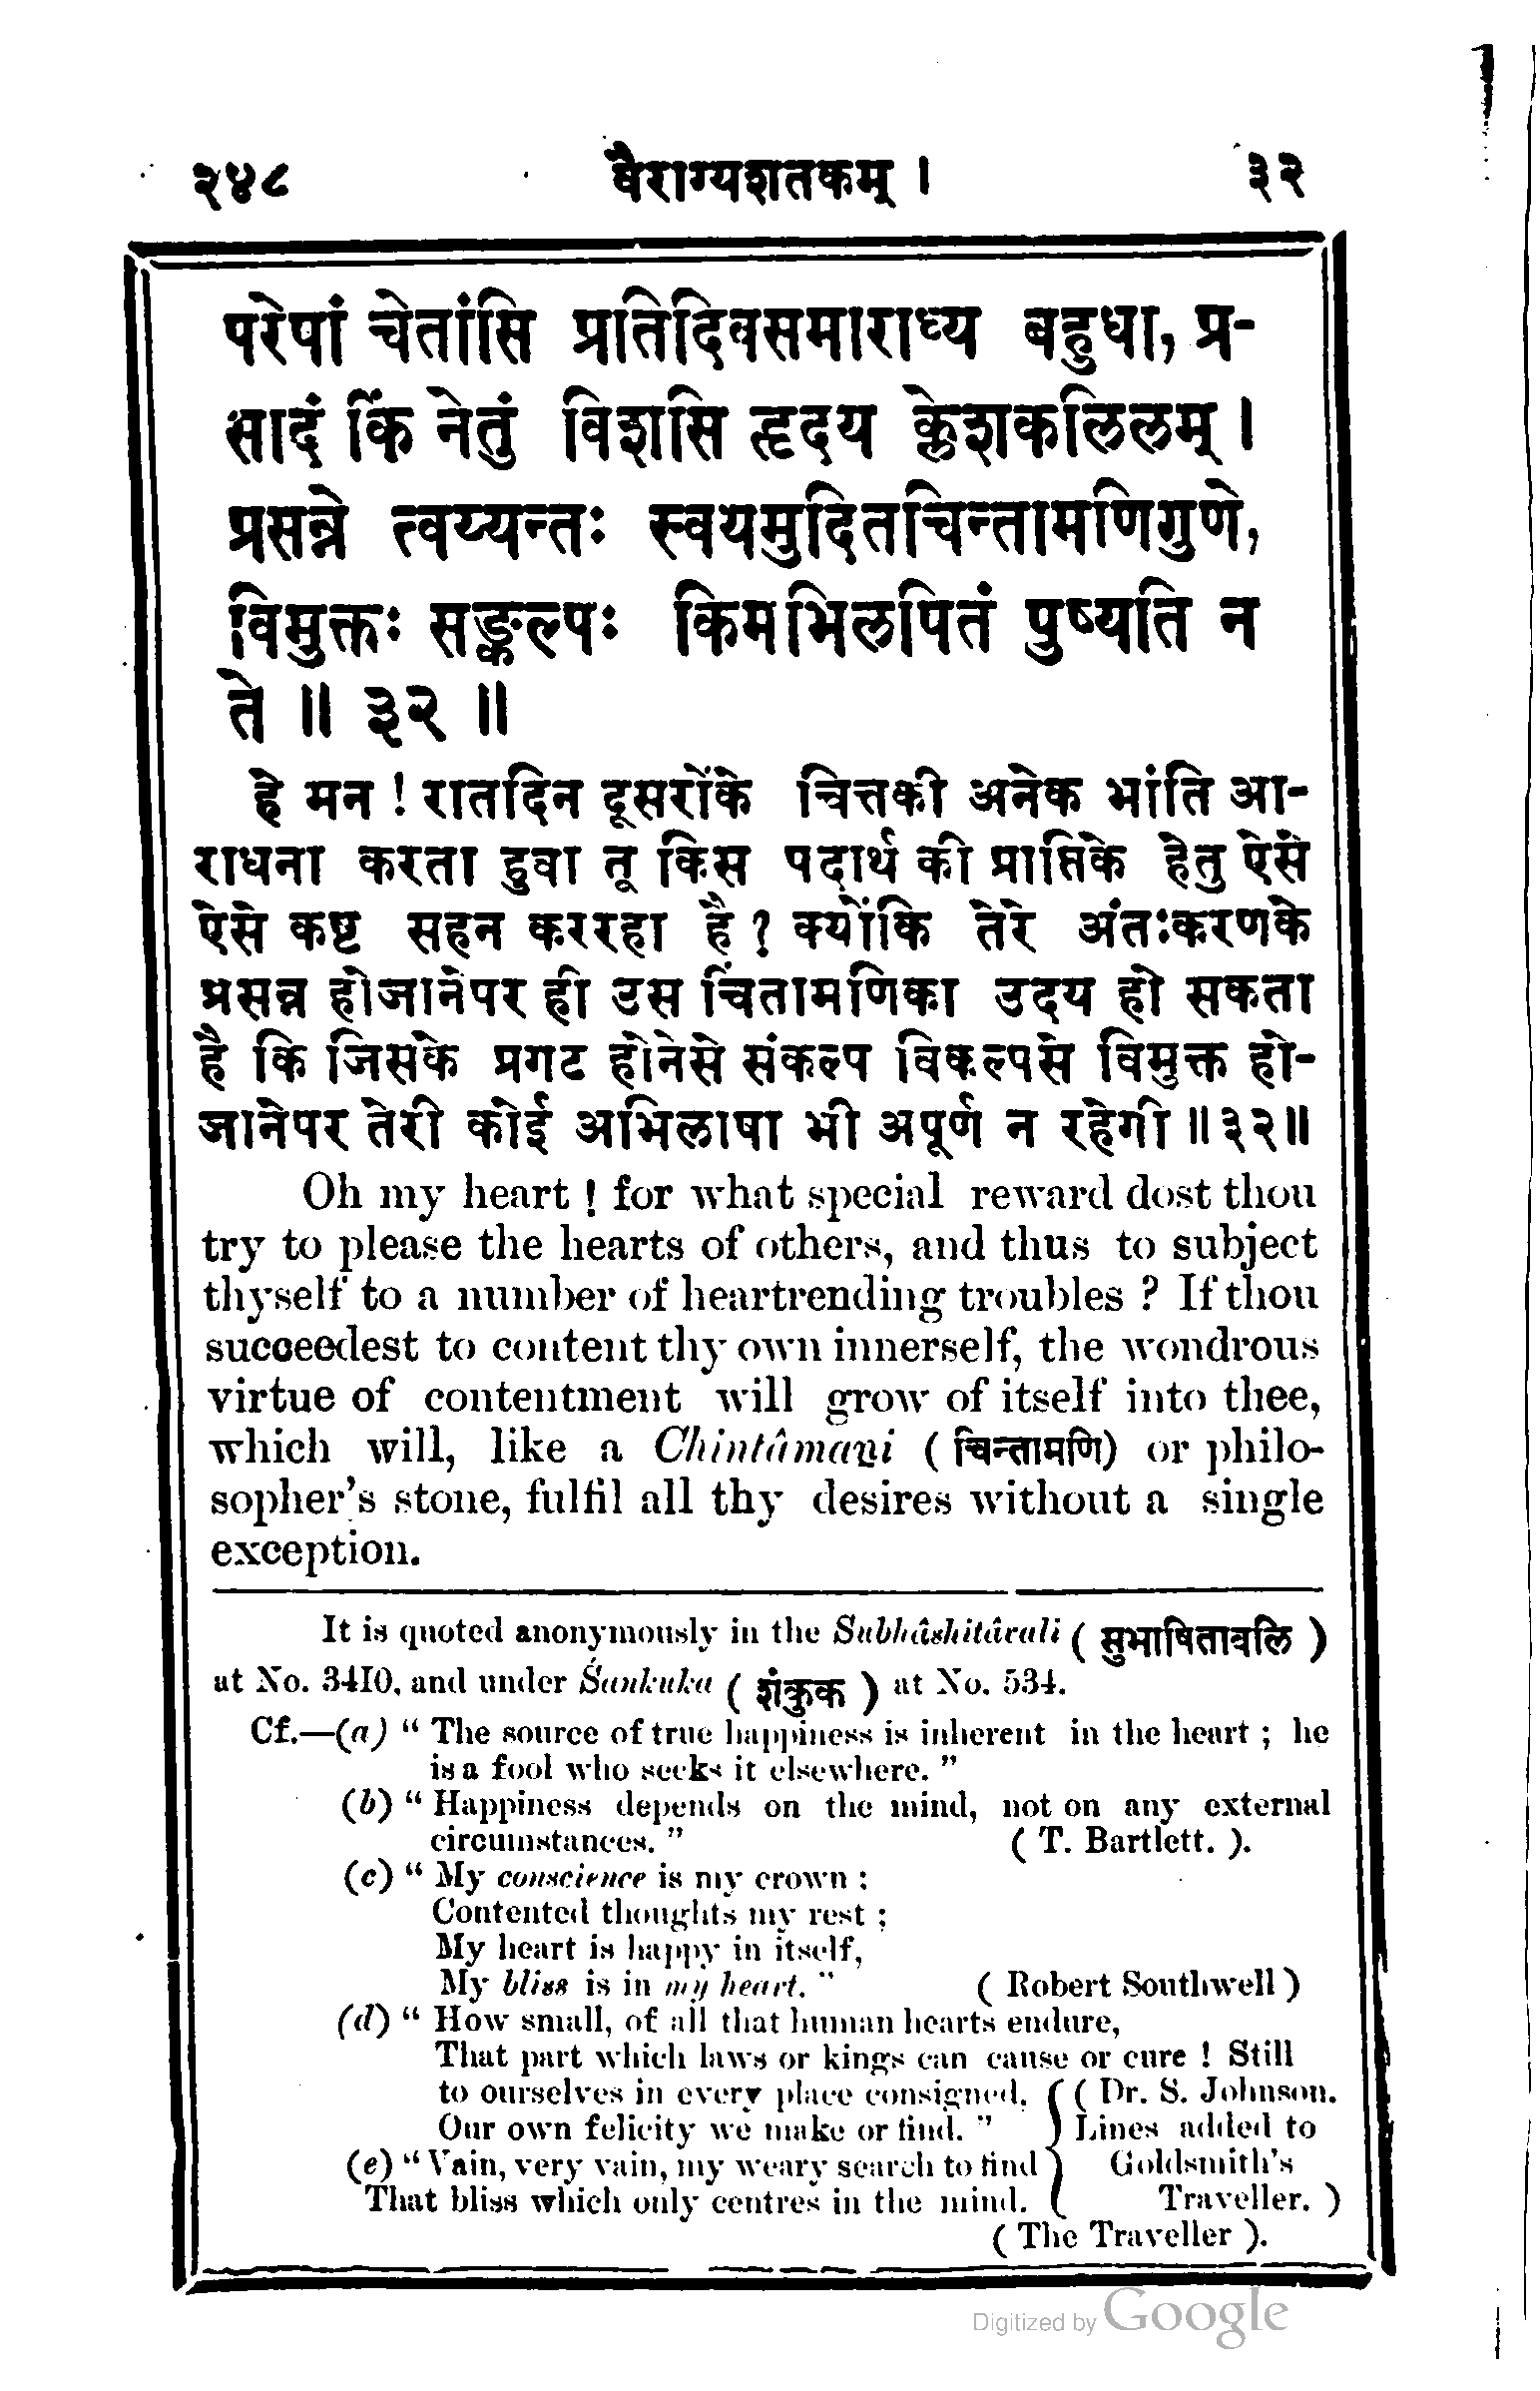 २४८ वैराग्यशतकम् । ३२
परेषां चेतांसि प्रतिदिवसमाराध्य बहुधा, प्र-
सादं किं नेतुं विशसि हृदय क्लेशकलिलम् ।
प्रसन्ने त्वय्यन्तः स्वयमुदितचिन्तामणिगुणे,
विमुक्तः सङ्कल्पः किमभिलषितं पुष्यति न
ते ॥ ३२ ॥
हे मन ! रातदिन दूसरोंके चित्तकी अनेक भांति आ-
राधना करता हुवा तू किस पदार्थ की प्राप्तिके हेतु ऐसे
ऐसे कष्ट सहन कररहा है ? क्योंकि तेरे अंतःकरणके
प्रसन्न होजानेपर ही उस चिंतामणिका उदय हो सकता
है कि जिसके प्रगट होनेसे संकल्प विकल्पसे विमुक्त हो-
जानेपर तेरी कोई अभिलाषा भी अपूर्ण न रहेगी ॥३२॥
Oh my heart ! for what special reward dost thou
try to please the hearts of others, and thus to subject
thyself to a number of heartrending troubles ? If thou
succeedest to content thy own innerself, the wondrous
virtue of contentment will grow of itself into thee,
which will, like a Chintâmaṇi ( चिन्तामणि) or philo-
sopher's stone, fulfil all thy desires without a single
exception.
It is quoted anonymously in the Subhâshitâvali ( सुभाषितावलि )
at No. 3410, and under Śankuka ( शंकुक ) at No. 534.
Cf.—(a) “ The source of true happiness is inherent in the heart ; he
is a fool who seeks it elsewhere. ”
(b) “ Happiness depends on the mind, not on any external
circumstances. ” ( T. Bartlett. ).
(c) “ My conscience is my crown :
Contented thoughts my rest ;
My heart is happy in itself,
My bliss is in my heart. ” ( Robert Southwell )
(d) “ How small, of all that human hearts endure,
That part which laws or kings can cause or cure ! Still
to ourselves in every place consigned, ( Dr. S. Johnson.
Our own felicity we make or find. ” Lines added to
(e) “ Vain, very vain, my weary search to find Goldsmith's
That bliss which only centres in the mind. Traveller. )
( The Traveller ).
Digitized by Google